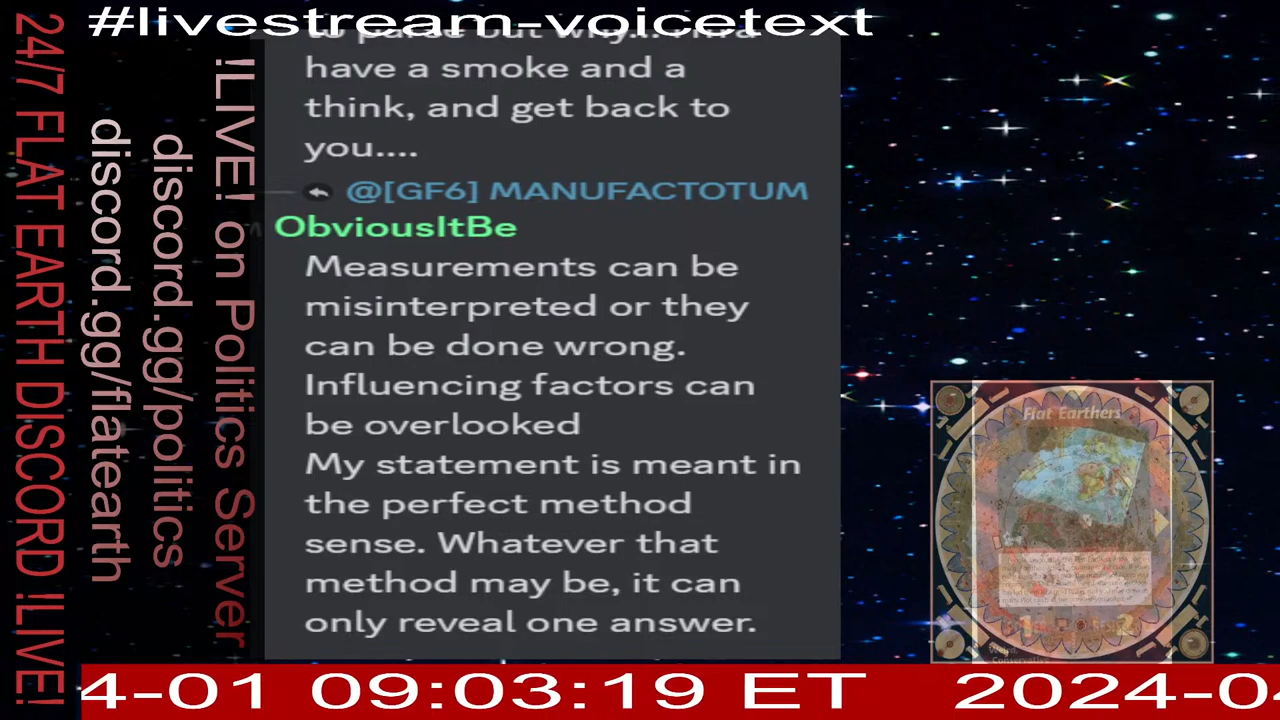 #livestream-voicetext
24/7 FLAT EARTH DISCORD !LIVE!
discord.gg/flatearth
discord.gg/politics
!LIVE! on Politics Server
have a smoke and a
think, and get back to
you....
@[GF6] MANUFACTOTUM
ObviousItBe
Measurements can be
misinterpreted or they
can be done wrong.
Influencing factors can
be overlooked
My statement is meant in
the perfect method
sense. Whatever that
method may be, it can
only reveal one answer.
Flat Earthers
4-01 09:03:19 ET 2024-04